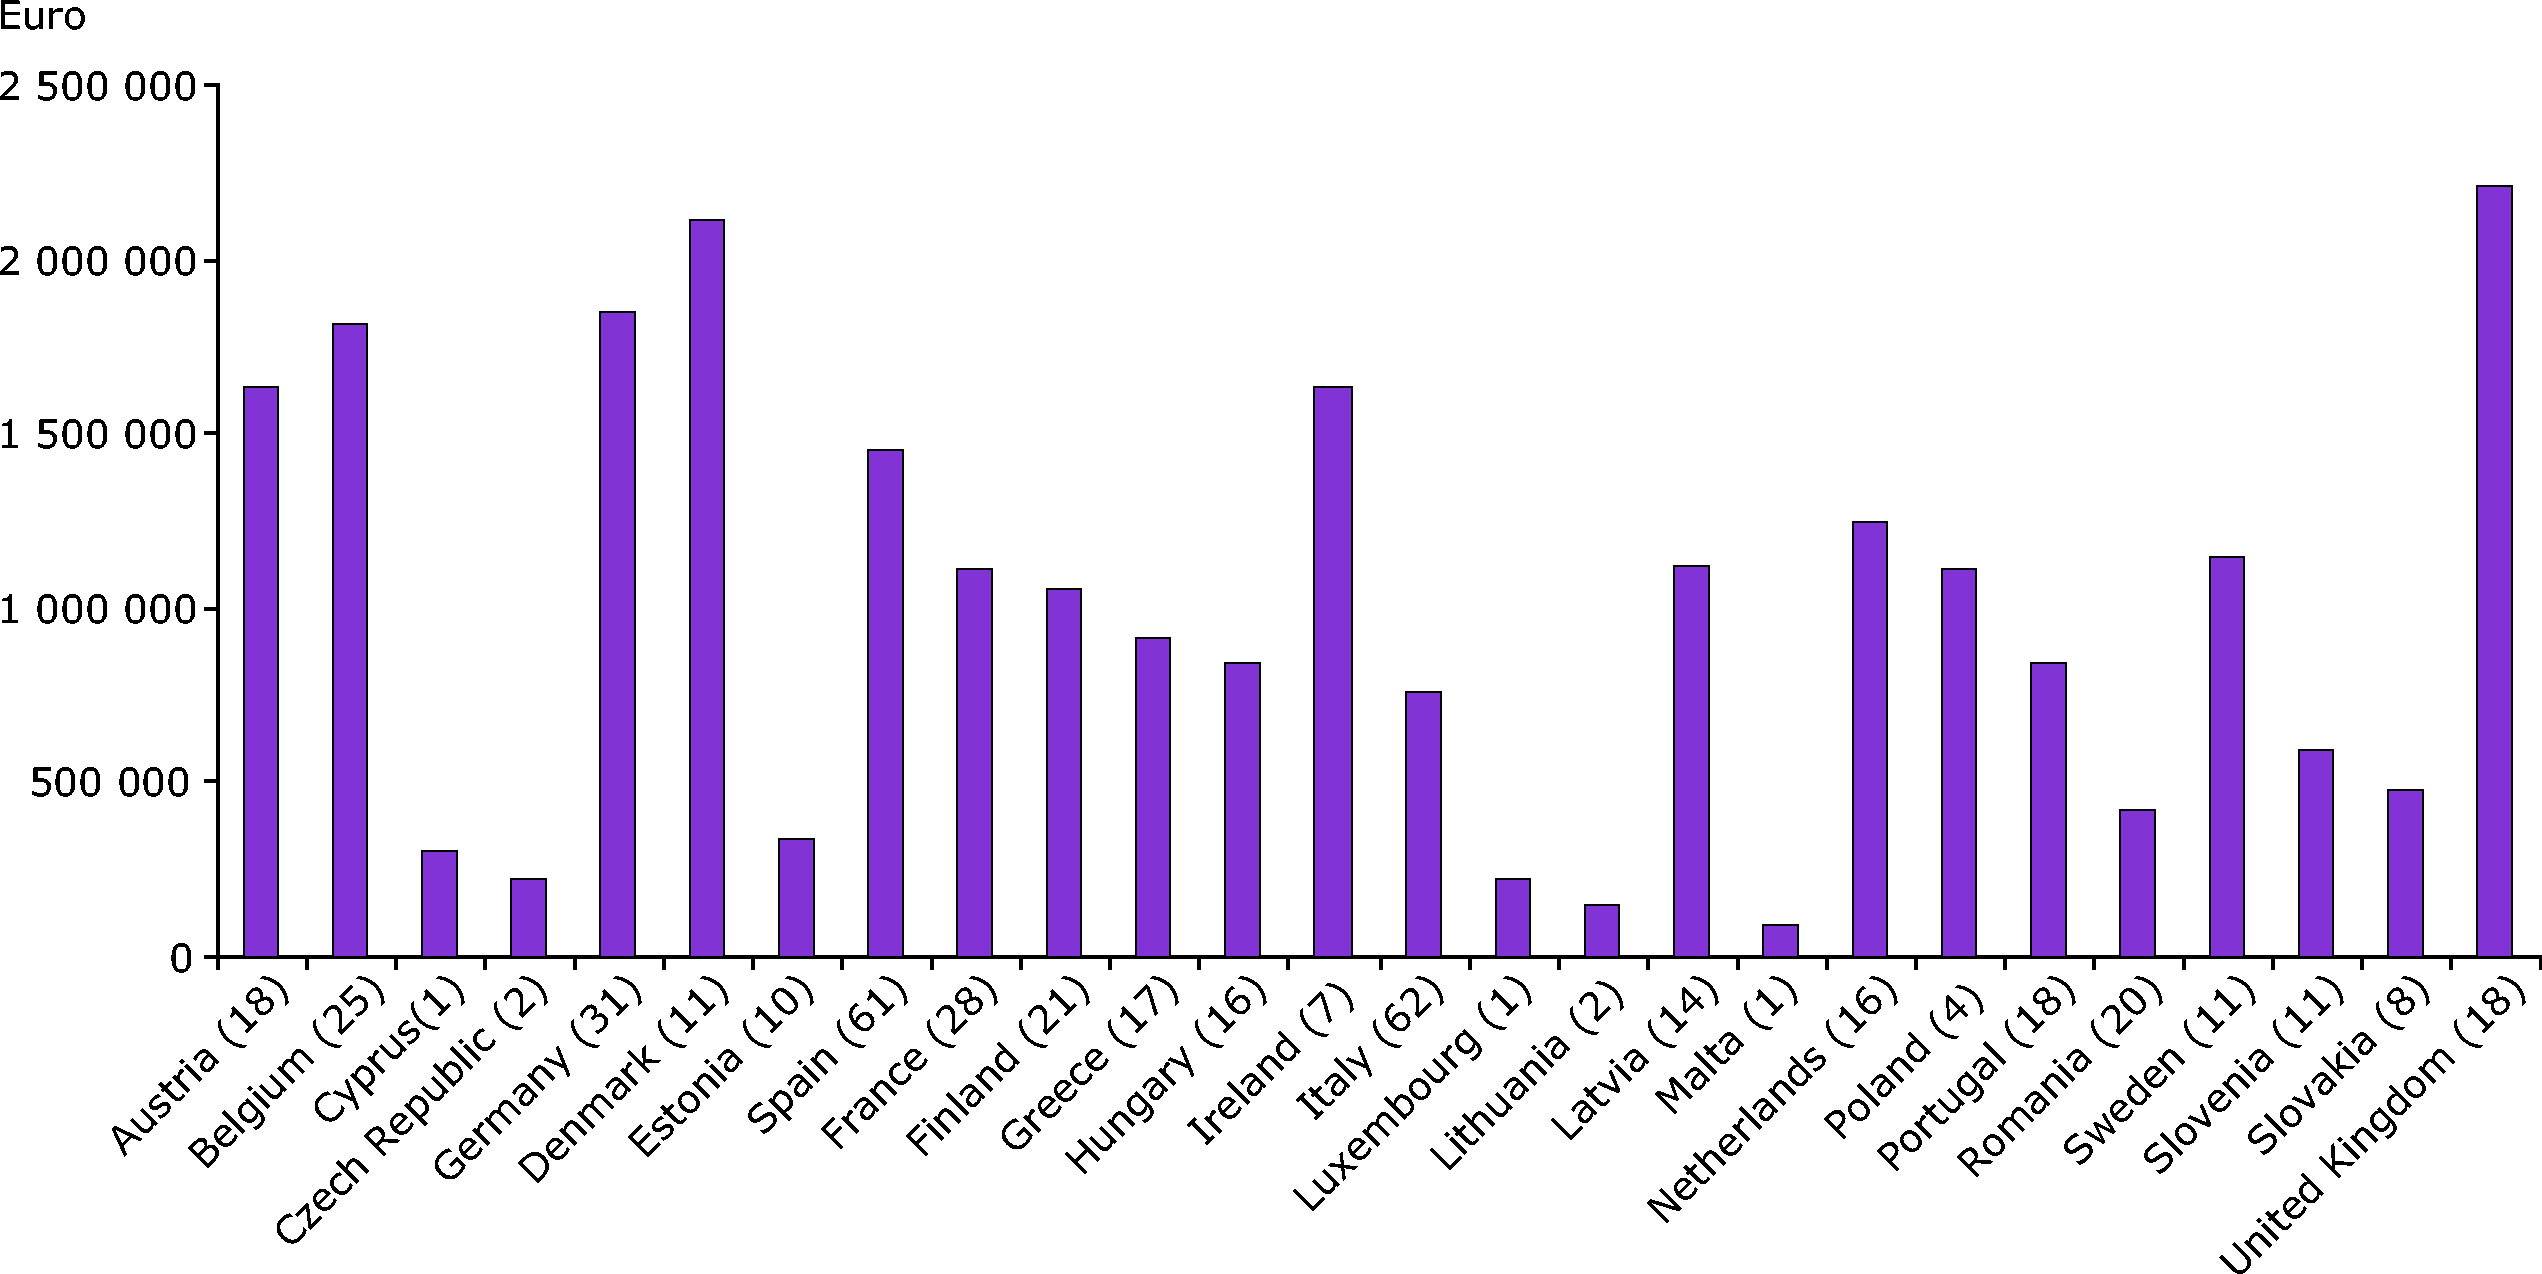 Euro
2 500 000
2 000 000
1 500 000
1 000 000
500 000
0
Austria (18)
Belgium (25)
Cyprus(1)
Czech Republic (2)
Germany (31)
Denmark (11)
Estonia (10)
Spain (61)
France (28)
Finland (21)
Greece (17)
Hungary (16)
Ireland (7)
Italy (62)
Luxembourg (1)
Lithuania (2)
Latvia (14)
Malta (1)
Netherlands (16)
Poland (4)
Portugal (18)
Romania (20)
Sweden (11)
Slovenia (11)
Slovakia (8)
United Kingdom (18)